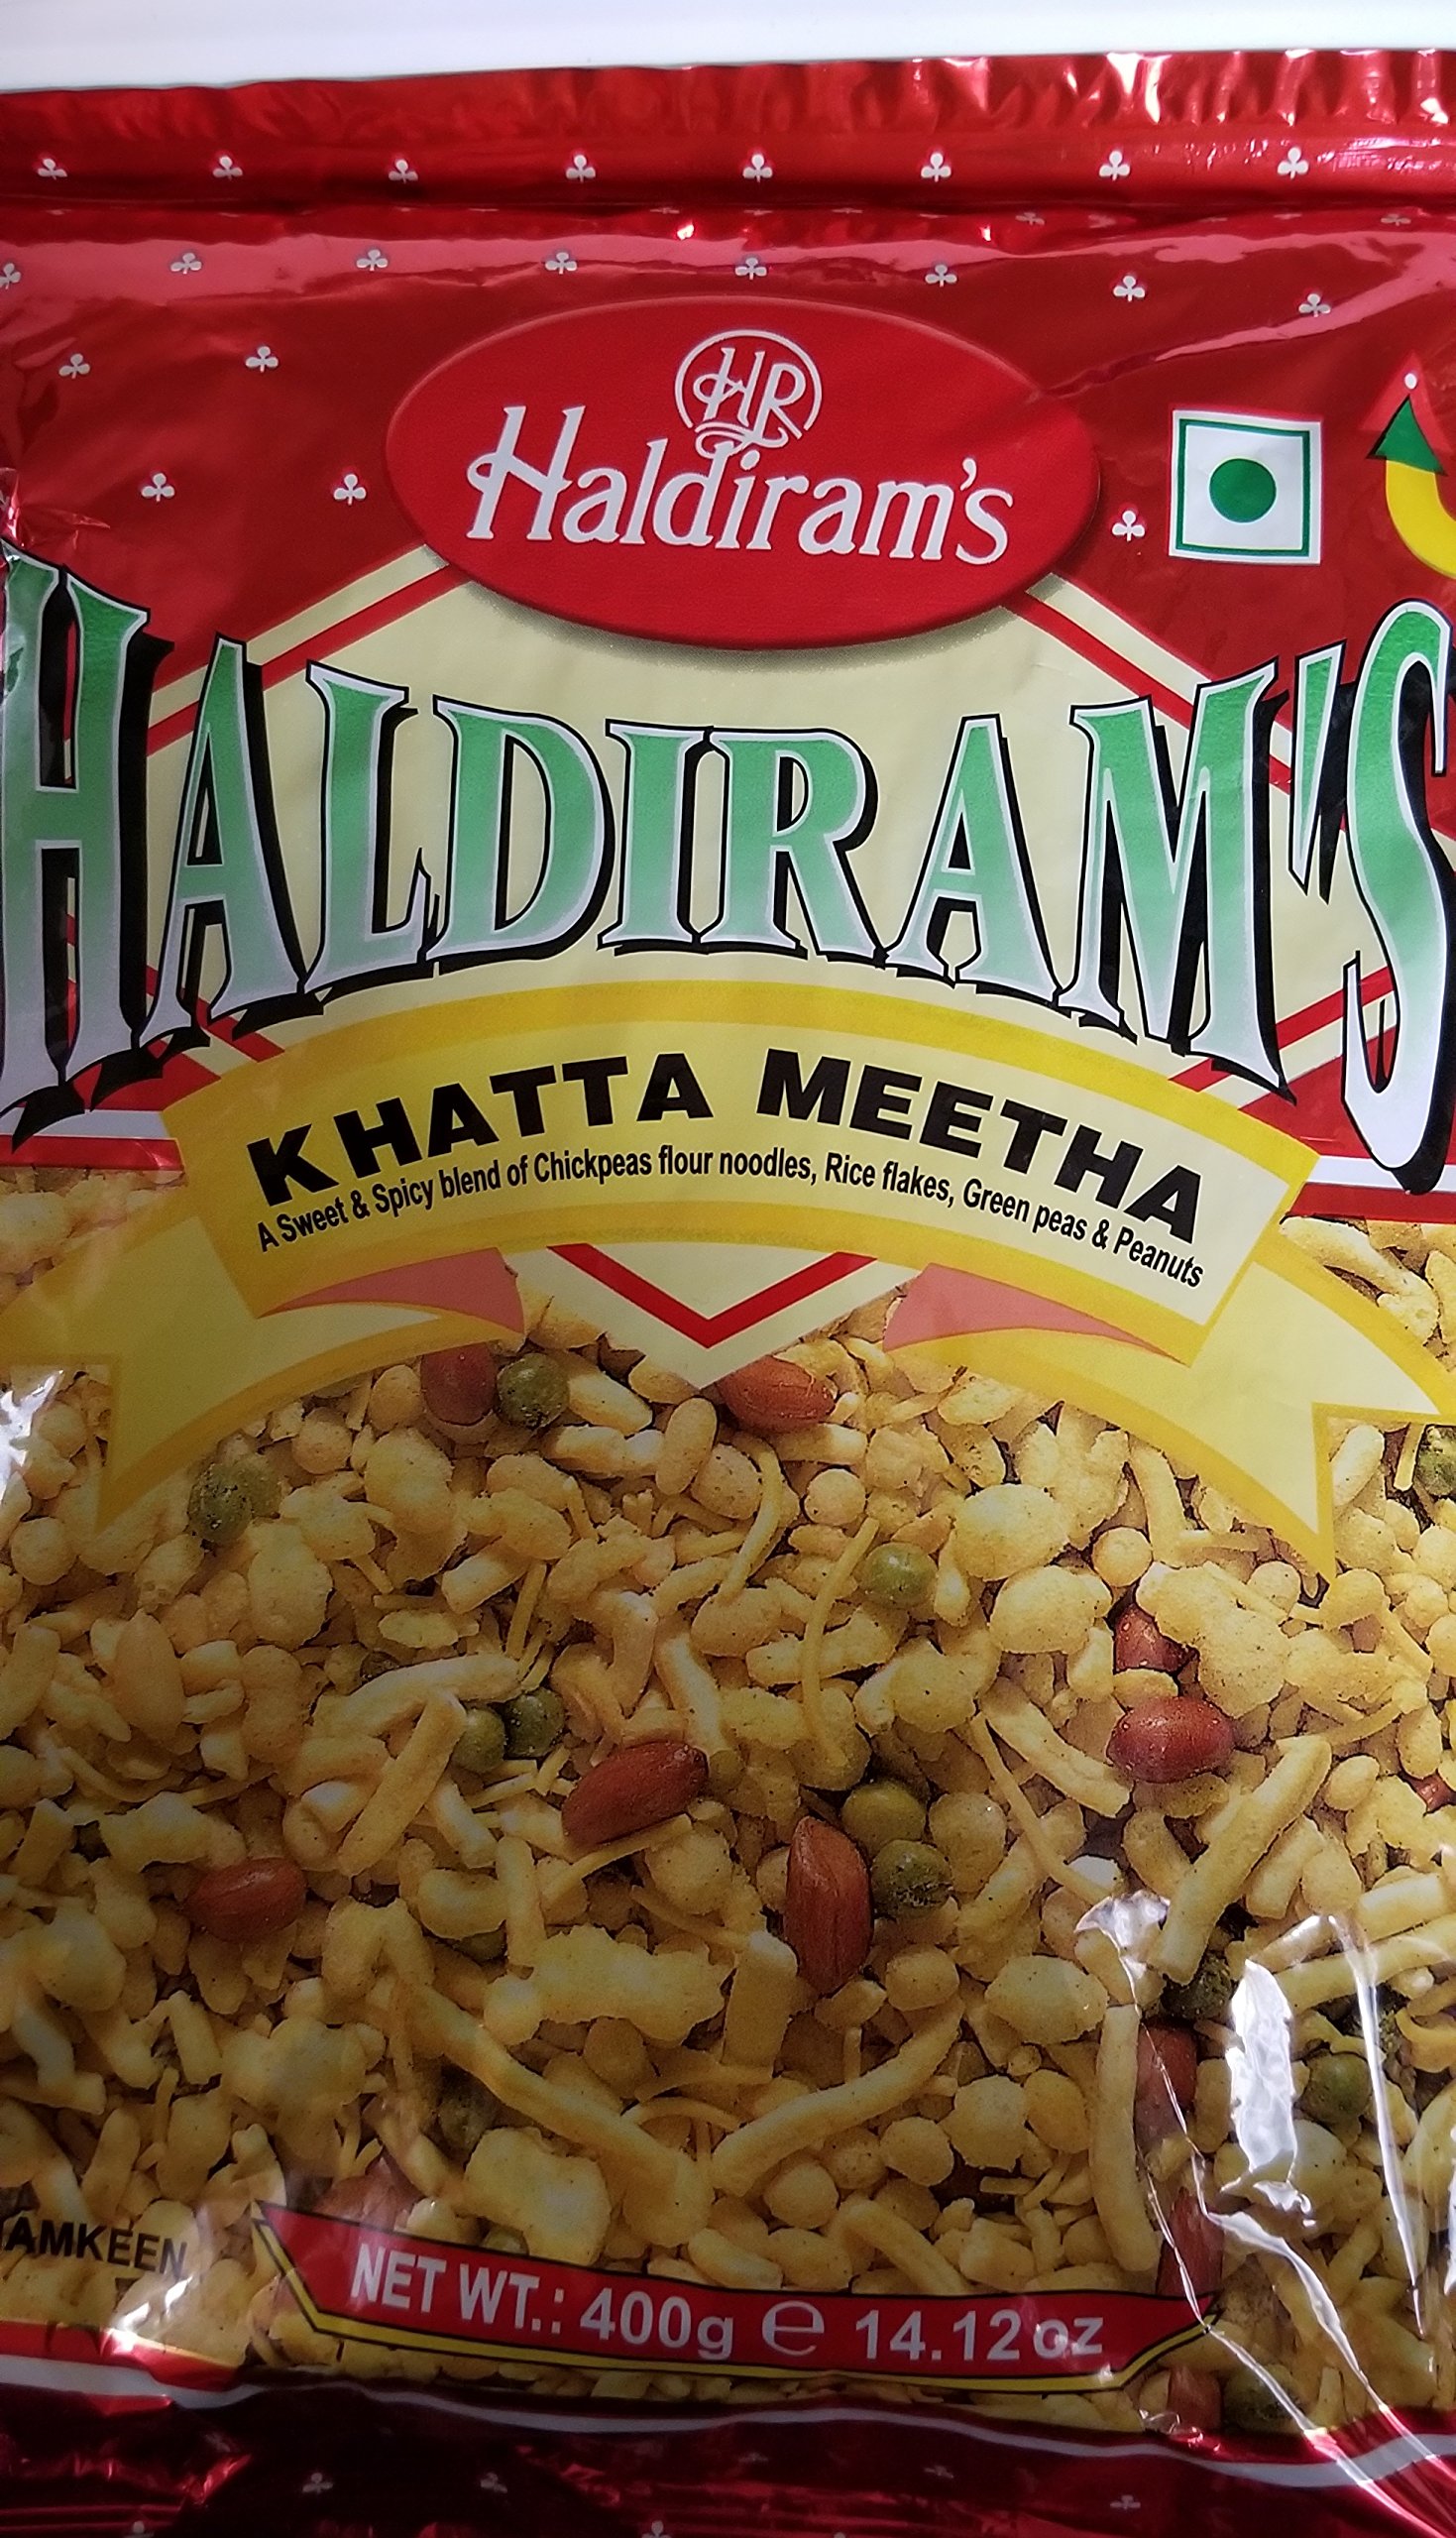 HR
Haldiram's
HALDIRAM'S
KHATTA MEETHA
A Sweet & Spicy blend of Chickpeas flour noodles, Rice flakes, Green peas & Peanuts
AMKEEN
NET WT.: 400g ℮ 14.12 oz